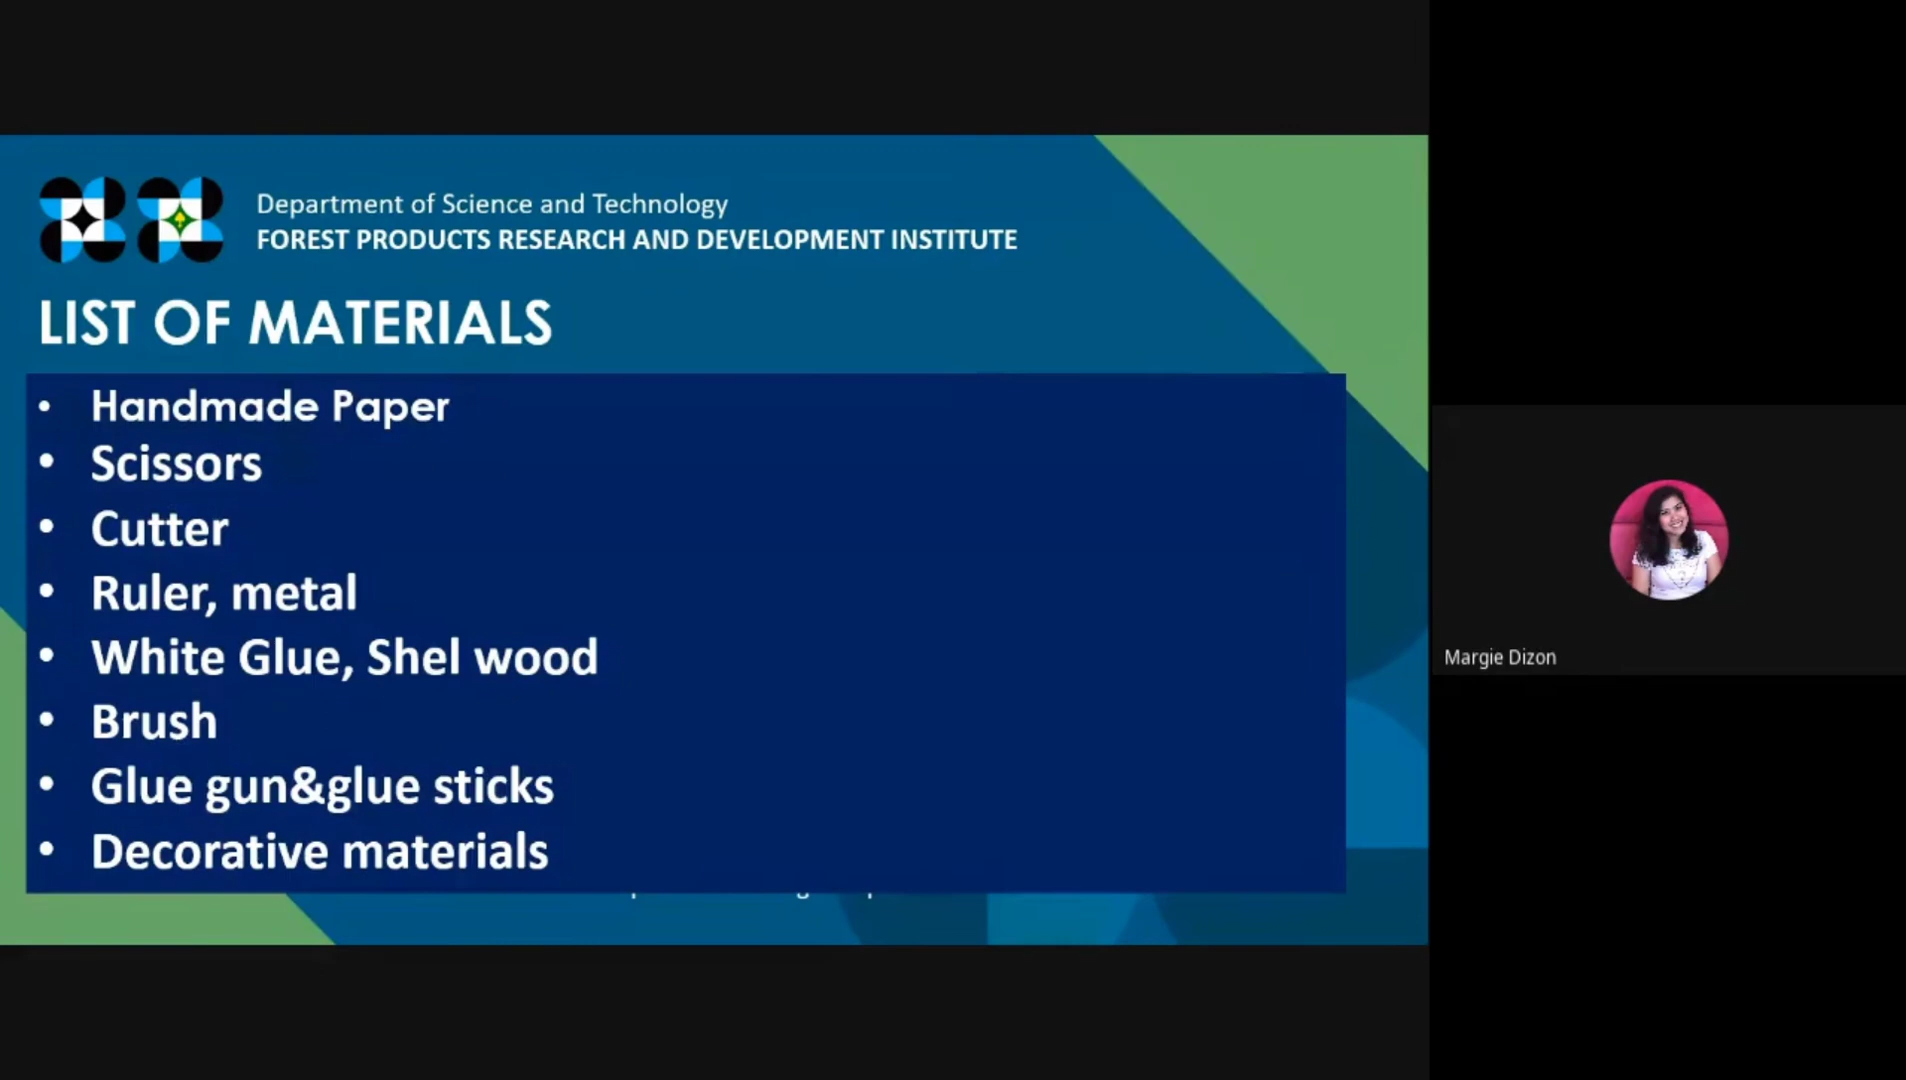 Department of Science and Technology
FOREST PRODUCTS RESEARCH AND DEVELOPMENT INSTITUTE
LIST OF MATERIALS
• Handmade Paper
• Scissors
• Cutter
• Ruler, metal
• White Glue, Shel wood
• Brush
• Glue gun&glue sticks
• Decorative materials
Margie Dizon